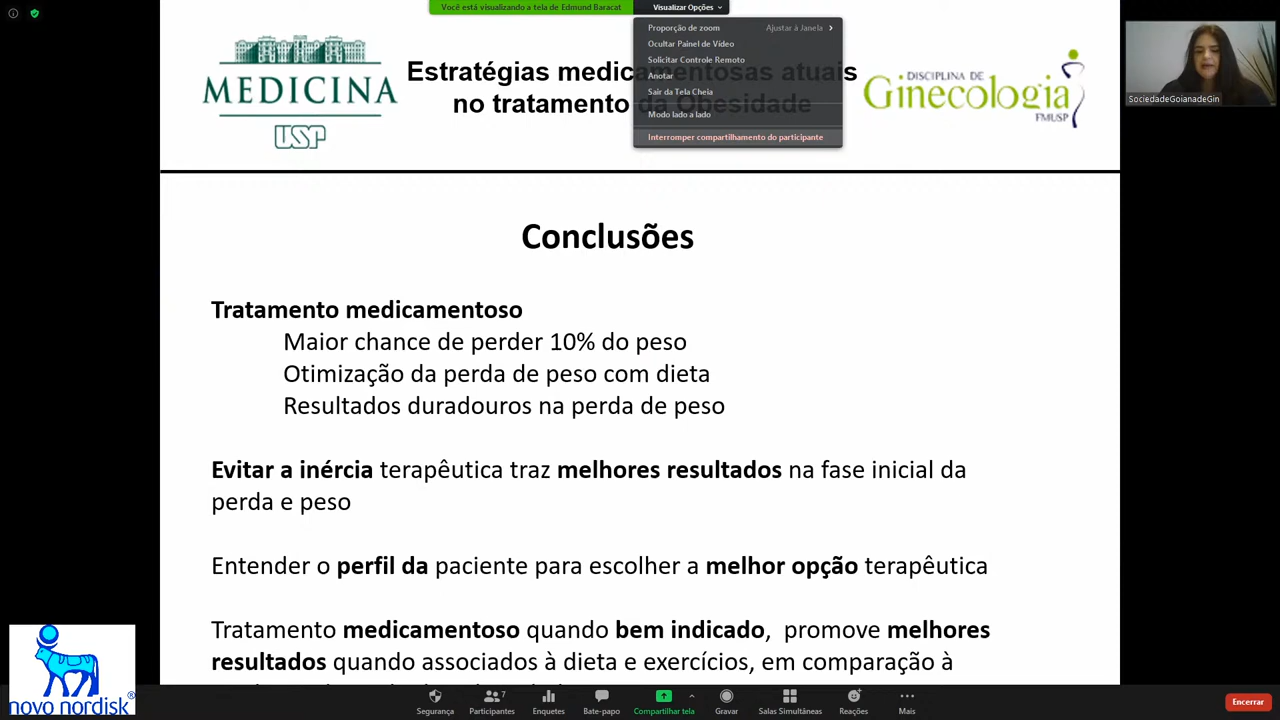 Você está visualizando a tela de Edmund Baracat
Visualizar Opções
Proporção de zoom Ajustar à Janela
Ocultar Painel de Vídeo
Solicitar Controle Remoto
Anotar
Sair da Tela Cheia
Modo lado a lado
Interromper compartilhamento do participante
MEDICINA
USP
Estratégias medicamentosas atuais
no tratamento da Obesidade
DISCIPLINA DE
Ginecologia
FMUSP
SociedadeGoianadeGin
Conclusões
Tratamento medicamentoso
Maior chance de perder 10% do peso
Otimização da perda de peso com dieta
Resultados duradouros na perda de peso
Evitar a inércia terapêutica traz melhores resultados na fase inicial da
perda e peso
Entender o perfil da paciente para escolher a melhor opção terapêutica
Tratamento medicamentoso quando bem indicado, promove melhores
resultados quando associados à dieta e exercícios, em comparação à
novo nordisk®
Segurança
Participantes 7
Enquetes
Bate-papo
Compartilhar tela
Gravar
Salas Simultâneas
Reações
Mais
Encerrar